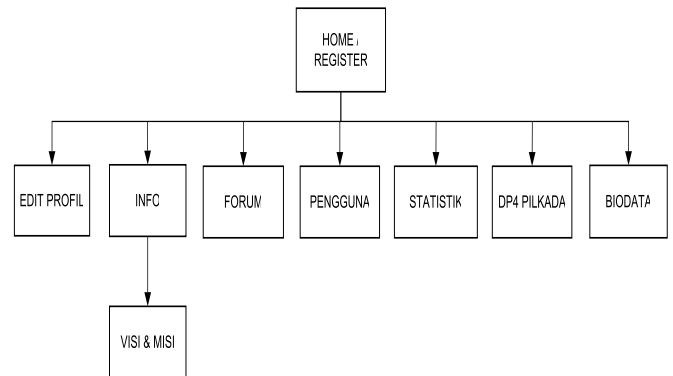 HOME /
REGISTER
EDIT PROFIL
INFO
FORUM
PENGGUNA
STATISTIK
DP4 PILKADA
BIODATA
VISI & MISI